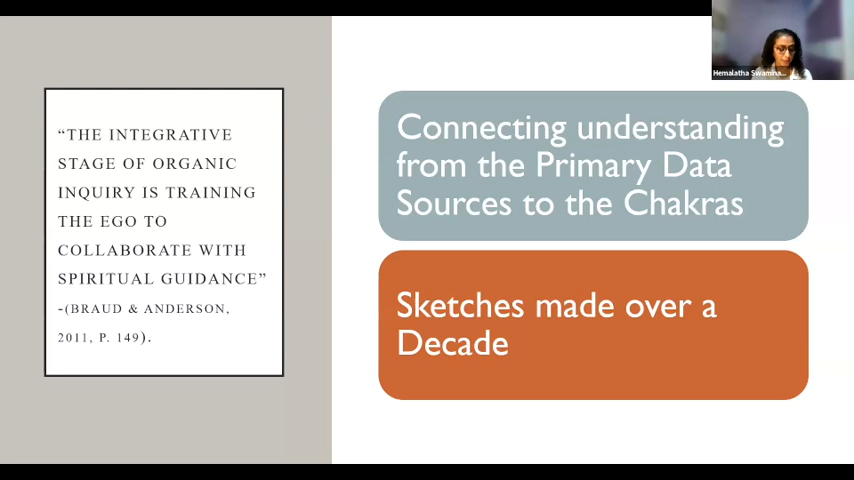 “THE INTEGRATIVE
STAGE OF ORGANIC
INQUIRY IS TRAINING
THE EGO TO
COLLABORATE WITH
SPIRITUAL GUIDANCE”
-(BRAUD & ANDERSON,
2011, P. 149).
Connecting understanding
from the Primary Data
Sources to the Chakras
Sketches made over a
Decade
Hemalatha Swamina...